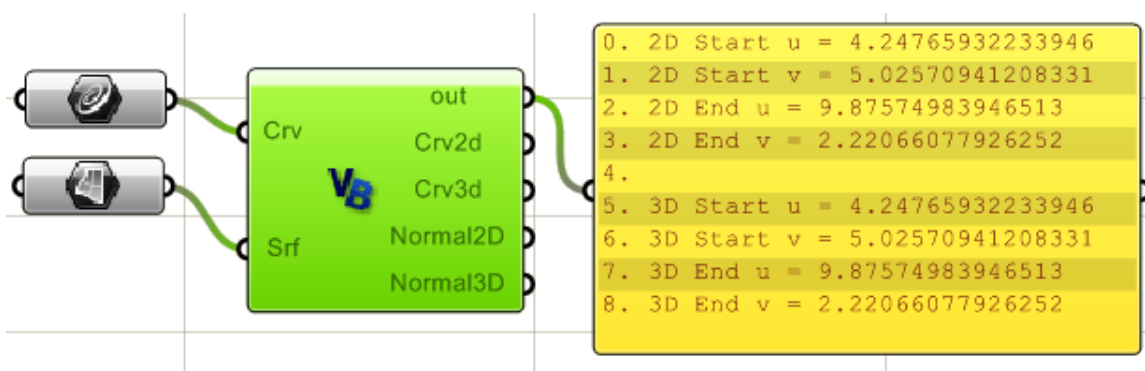 Crv
Srf
VB
out
Crv2d
Crv3d
Normal2D
Normal3D
0. 2D Start u = 4.24765932233946
1. 2D Start v = 5.02570941208331
2. 2D End u = 9.87574983946513
3. 2D End v = 2.22066077926252
4.
5. 3D Start u = 4.24765932233946
6. 3D Start v = 5.02570941208331
7. 3D End u = 9.87574983946513
8. 3D End v = 2.22066077926252